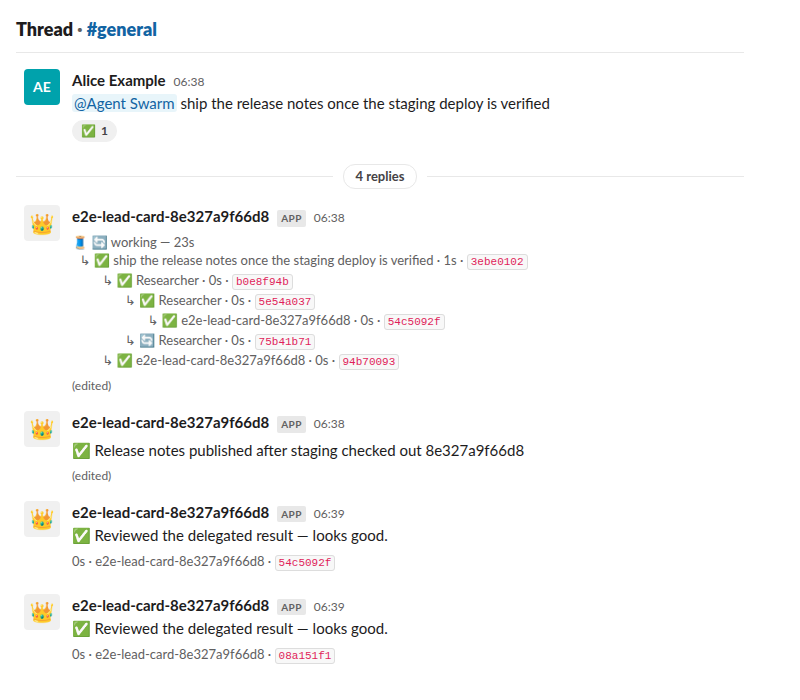 Thread • #general
AE
Alice Example 06:38
@Agent Swarm ship the release notes once the staging deploy is verified
✅ 1
4 replies
e2e-lead-card-8e327a9f66d8 APP 06:38
🧵 🔄 working — 23s
↳ ✅ ship the release notes once the staging deploy is verified · 1s · 3ebe0102
↳ ✅ Researcher · 0s · b0e8f94b
↳ ✅ Researcher · 0s · 5e54a037
↳ ✅ e2e-lead-card-8e327a9f66d8 · 0s · 54c5092f
↳ 🔄 Researcher · 0s · 75b41b71
↳ ✅ e2e-lead-card-8e327a9f66d8 · 0s · 94b70093
(edited)
e2e-lead-card-8e327a9f66d8 APP 06:38
✅ Release notes published after staging checked out 8e327a9f66d8
(edited)
e2e-lead-card-8e327a9f66d8 APP 06:39
✅ Reviewed the delegated result — looks good.
0s · e2e-lead-card-8e327a9f66d8 · 54c5092f
e2e-lead-card-8e327a9f66d8 APP 06:39
✅ Reviewed the delegated result — looks good.
0s · e2e-lead-card-8e327a9f66d8 · 08a151f1